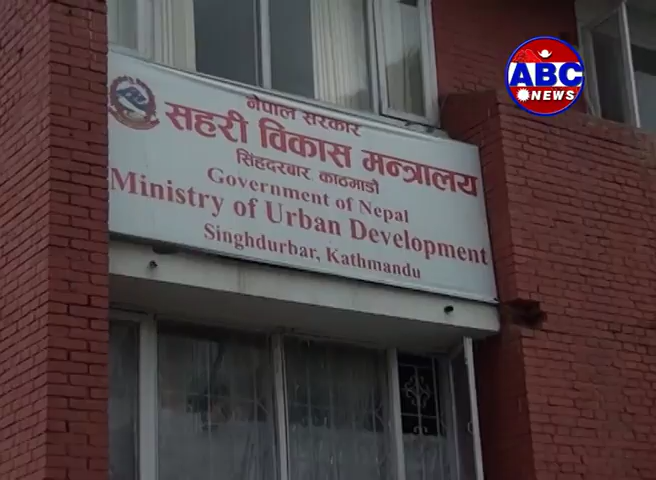 ABC
NEWS
नेपाल सरकार
सहरी विकास मन्त्रालय
सिंहदरबार, काठमाडौं
Government of Nepal
Ministry of Urban Development
Singhdurbar, Kathmandu